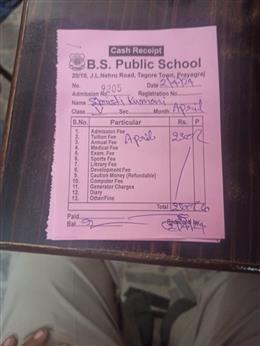 Cash Receipt
B.S. Public School
20/10, J.L. Nehru Road, Tagore Town, Prayagraj
No. 9205 Date
Admission No. Registration No.
Name Kumari
Class Sec Month April
S.No. Particular Rs. P
1. Admission Fee
2. Tuition Fee April
3. Annual Fee
4. Medical Fee
5. Exam. Fee
6. Sports Fee
7. Library Fee
8. Development Fee
9. Caution Money (Refundable)
10. Computer Fee
11. Generator Charges
12. Diary
13. Other/Fine
Total
Paid
Bal